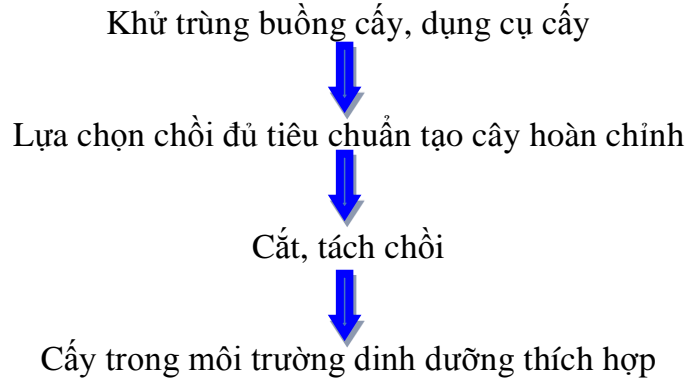 Khử trùng buồng cấy, dụng cụ cấy
Lựa chọn chồi đủ tiêu chuẩn tạo cây hoàn chỉnh
Cắt, tách chồi
Cấy trong môi trường dinh dưỡng thích hợp